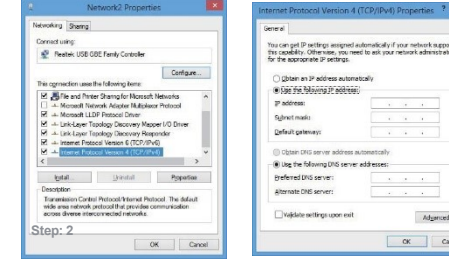 Network2 Properties
Networking Sharing
Connect using:
Realtek USB GBE Family Controller
Configure...
This connection uses the following items:
File and Printer Sharing for Microsoft Networks
Microsoft Network Adapter Multiplexor Protocol
Microsoft LLDP Protocol Driver
Link-Layer Topology Discovery Mapper I/O Driver
Link-Layer Topology Discovery Responder
Internet Protocol Version 6 (TCP/IPv6)
Internet Protocol Version 4 (TCP/IPv4)
Install... Uninstall Properties
Description
Transmission Control Protocol/Internet Protocol. The default
wide area network protocol that provides communication
across diverse interconnected networks.
Step: 2
OK Cancel
Internet Protocol Version 4 (TCP/IPv4) Properties ?
General
You can get IP settings assigned automatically if your network suppo
this capability. Otherwise, you need to ask your network administrat
for the appropriate IP settings.
Obtain an IP address automatically
Use the following IP address:
IP address:
Subnet mask:
Default gateway:
Obtain DNS server address automatically
Use the following DNS server addresses:
Preferred DNS server:
Alternate DNS server:
Validate settings upon exit
Advanced
OK Ca